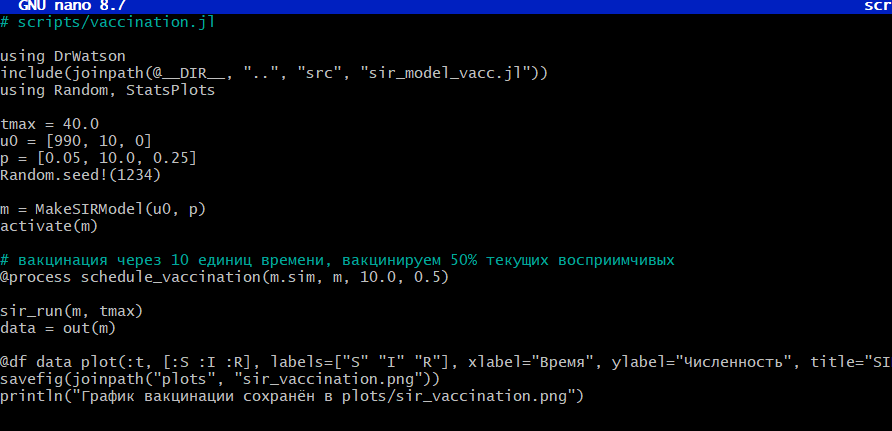 GNU nano 8.7 scr
# scripts/vaccination.jl
using DrWatson
include(joinpath(@__DIR__, "..", "src", "sir_model_vacc.jl"))
using Random, StatsPlots
tmax = 40.0
u0 = [990, 10, 0]
p = [0.05, 10.0, 0.25]
Random.seed!(1234)
m = MakeSIRModel(u0, p)
activate(m)
# вакцинация через 10 единиц времени, вакцинируем 50% текущих восприимчивых
@process schedule_vaccination(m.sim, m, 10.0, 0.5)
sir_run(m, tmax)
data = out(m)
@df data plot(:t, [:S :I :R], labels=["S" "I" "R"], xlabel="Время", ylabel="Численность", title="SI
savefig(joinpath("plots", "sir_vaccination.png"))
println("График вакцинации сохранён в plots/sir_vaccination.png")